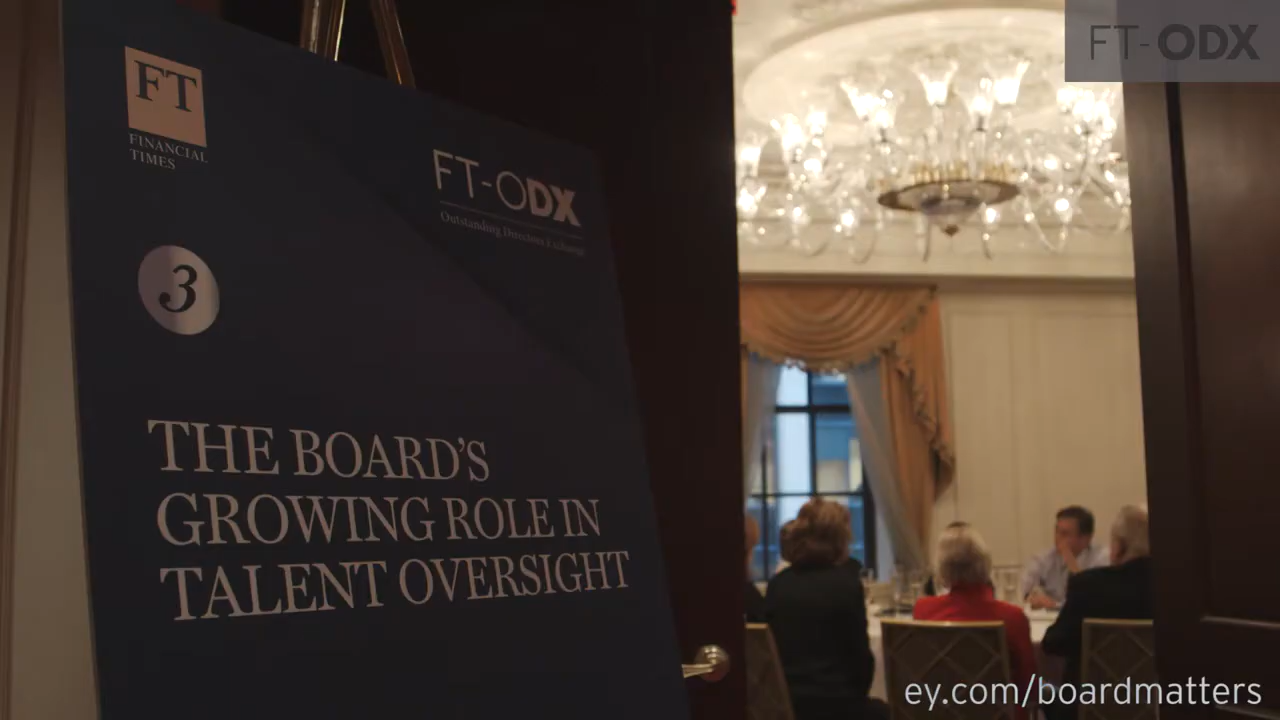 FT
FINANCIAL
TIMES
FT-ODX
Outstanding Directors Exchange
3
THE BOARD'S
GROWING ROLE IN
TALENT OVERSIGHT
FT-ODX
ey.com/boardmatters